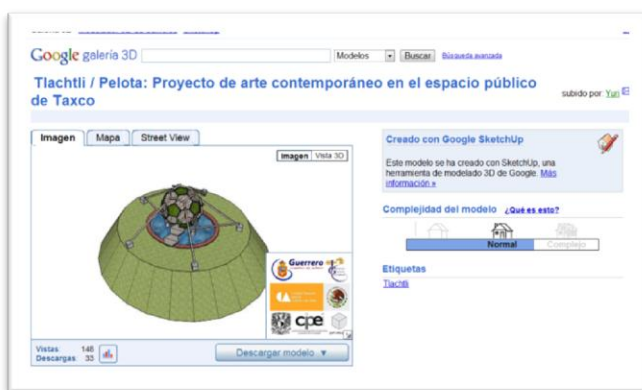 Google galería 3D
Modelos
Buscar
Búsqueda avanzada
Tlachtli / Pelota: Proyecto de arte contemporáneo en el espacio público
de Taxco
subido por: Yuri
Imagen
Mapa
Street View
Imagen
Vista 3D
Guerrero
cpe
Vistas: 146
Descargas: 33
Descargar modelo
Creado con Google SketchUp
Este modelo se ha creado con SketchUp, una
herramienta de modelado 3D de Google. Más
información »
Complejidad del modelo ¿Qué es esto?
Normal
Complejo
Etiquetas
Tlachtli